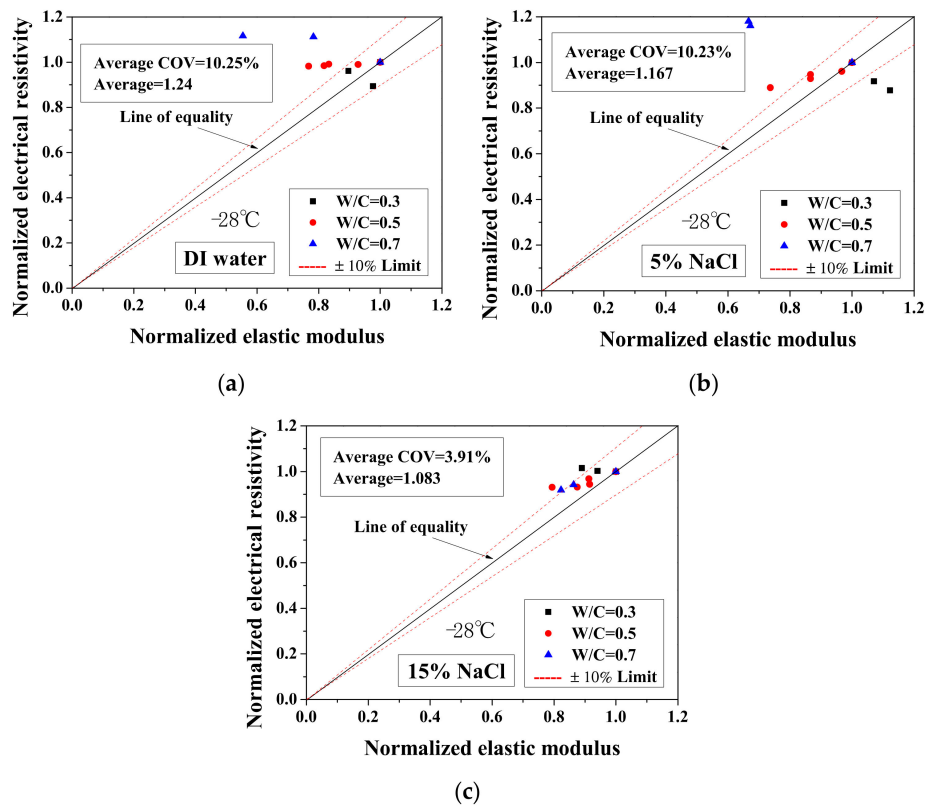 Normalized electrical resistivity
1.2
1.0
0.8
0.6
0.4
0.2
0.0
Average COV=10.25%
Average=1.24
Line of equality
−28℃
DI water
W/C=0.3
W/C=0.5
W/C=0.7
± 10% Limit
0.0 0.2 0.4 0.6 0.8 1.0 1.2
Normalized elastic modulus
(a)
Normalized electrical resistivity
1.2
1.0
0.8
0.6
0.4
0.2
0.0
Average COV=10.23%
Average=1.167
Line of equality
−28℃
5% NaCl
W/C=0.3
W/C=0.5
W/C=0.7
± 10% Limit
0.0 0.2 0.4 0.6 0.8 1.0 1.2
Normalized elastic modulus
(b)
Normalized electrical resistivity
1.2
1.0
0.8
0.6
0.4
0.2
0.0
Average COV=3.91%
Average=1.083
Line of equality
−28℃
15% NaCl
W/C=0.3
W/C=0.5
W/C=0.7
± 10% Limit
0.0 0.2 0.4 0.6 0.8 1.0 1.2
Normalized elastic modulus
(c)